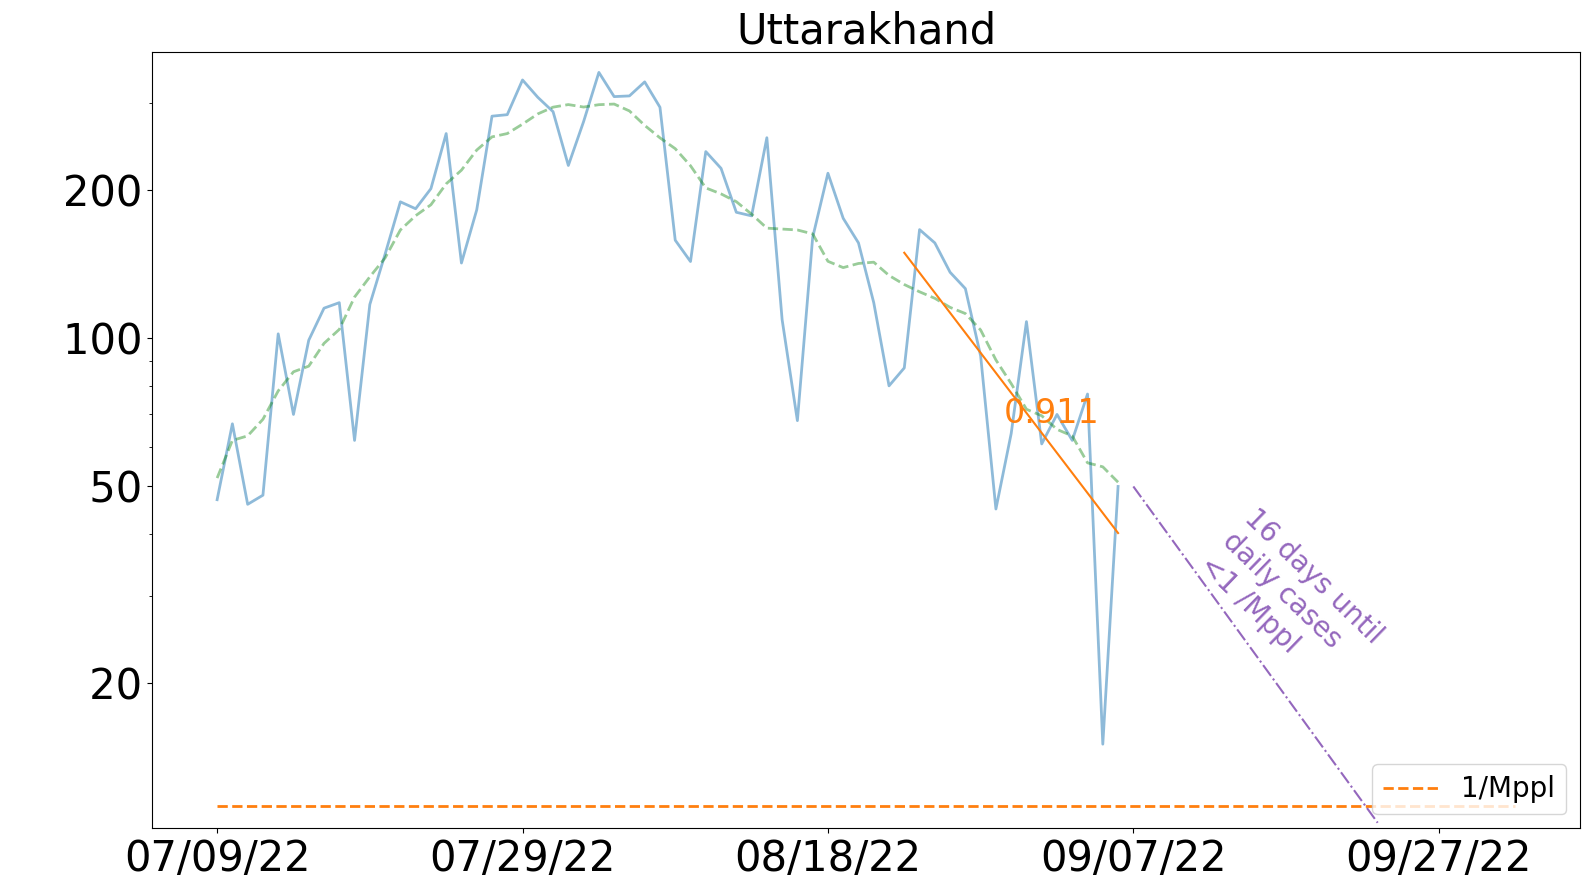 Uttarakhand
200
100
50
20
0.911
16 days until
daily cases
<1 /Mppl
1/Mppl
07/09/22
07/29/22
08/18/22
09/07/22
09/27/22